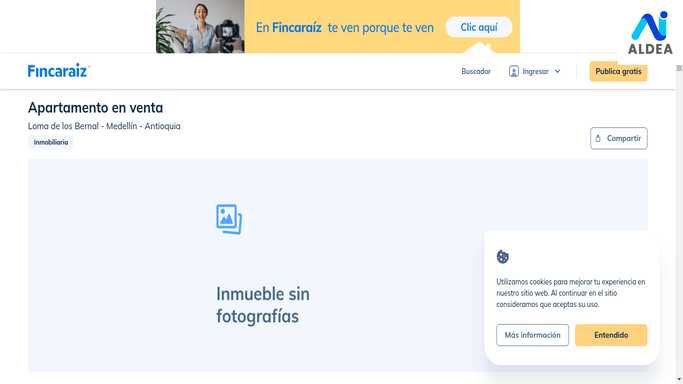 En Fincaraíz te ven porque te ven
Clic aquí
ALDEA
Fincaraiz
Buscador
Ingresar
Publica gratis
Apartamento en venta
Loma de los Bernal - Medellín - Antioquia
Inmobiliaria
Compartir
Inmueble sin
fotografías
Utilizamos cookies para mejorar tu experiencia en
nuestro sitio web. Al continuar en el sitio
consideramos que aceptas su uso.
Más información
Entendido